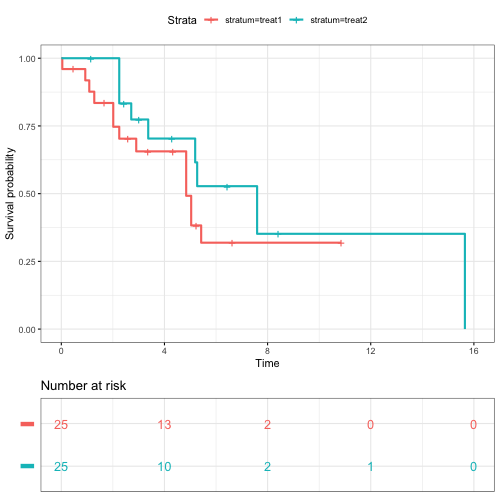 Strata stratum=treat1 stratum=treat2
1.00
0.75
0.50
0.25
0.00
Survival probability
0 4 8 12 16
Time
Number at risk
25 13 2 0 0
25 10 2 1 0